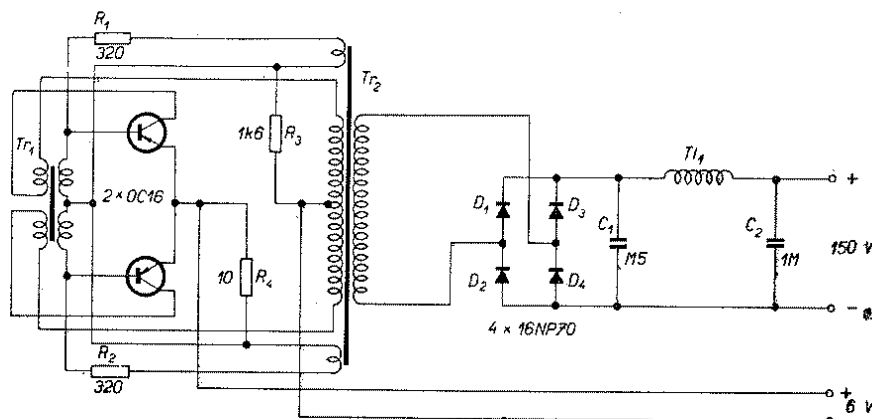 R1
320
Tr1
2 × OC16
1k6
R3
Tr2
10
R4
R2
320
D1
D3
D2
D4
4 × 16NP70
C1
M5
Tl1
C2
1M
+
150 V
−
+
6 V